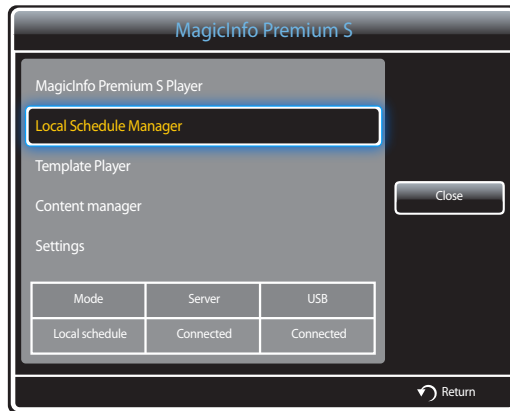 MagicInfo Premium S
MagicInfo Premium S Player
Local Schedule Manager
Template Player
Content manager
Settings
Close
Mode Server USB
Local schedule Connected Connected
Return